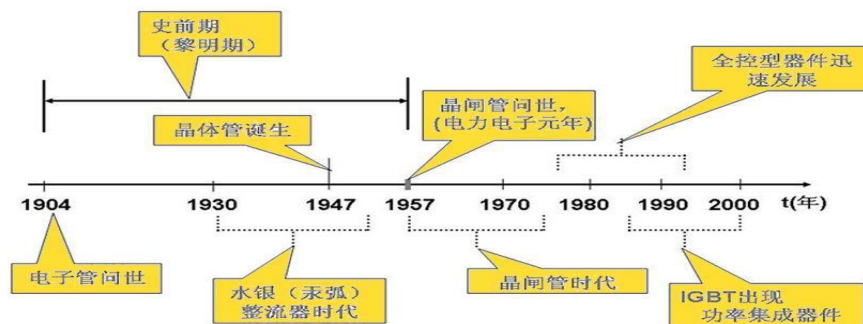 史前期
（黎明期）
全控型器件迅
速发展
晶体管诞生
晶闸管问世，
(电力电子元年)
1904
1930
1947
1957
1970
1980
1990
2000
t(年)
电子管问世
水银（汞弧）
整流器时代
晶闸管时代
IGBT出现
功率集成器件